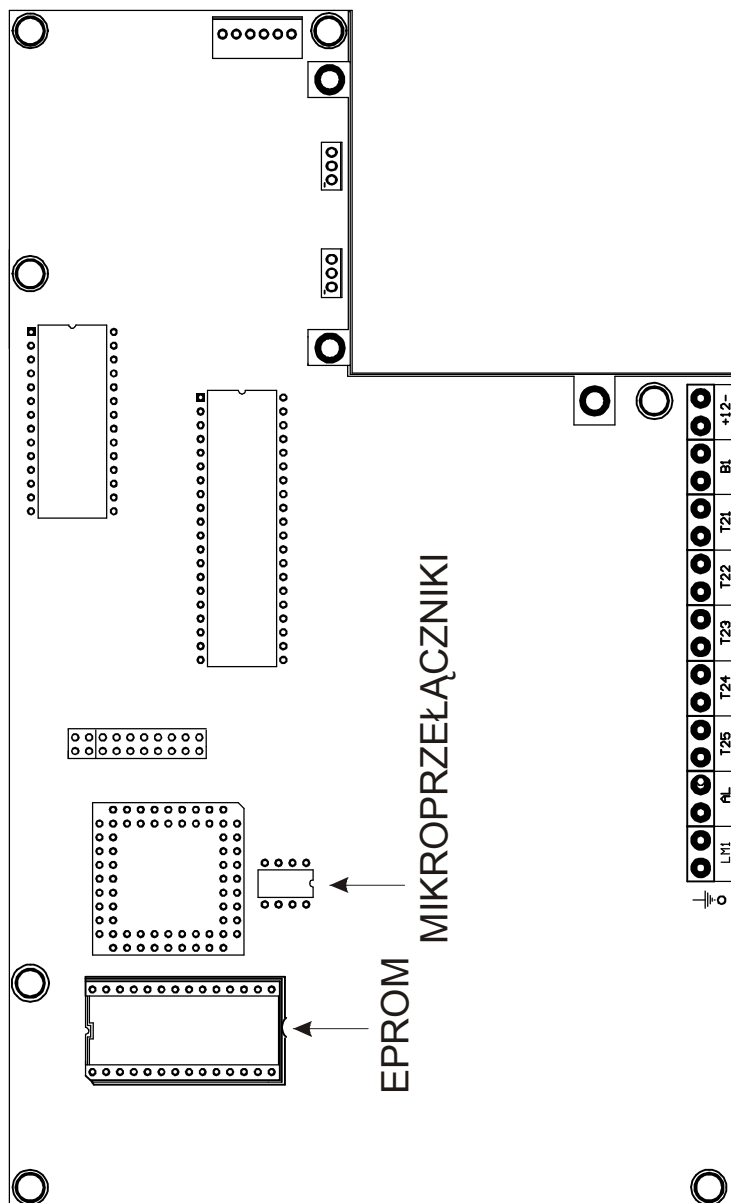 +12-
B1
T21
T22
T23
T24
T25
AL
LM1
MIKROPRZEŁĄCZNIKI
EPROM